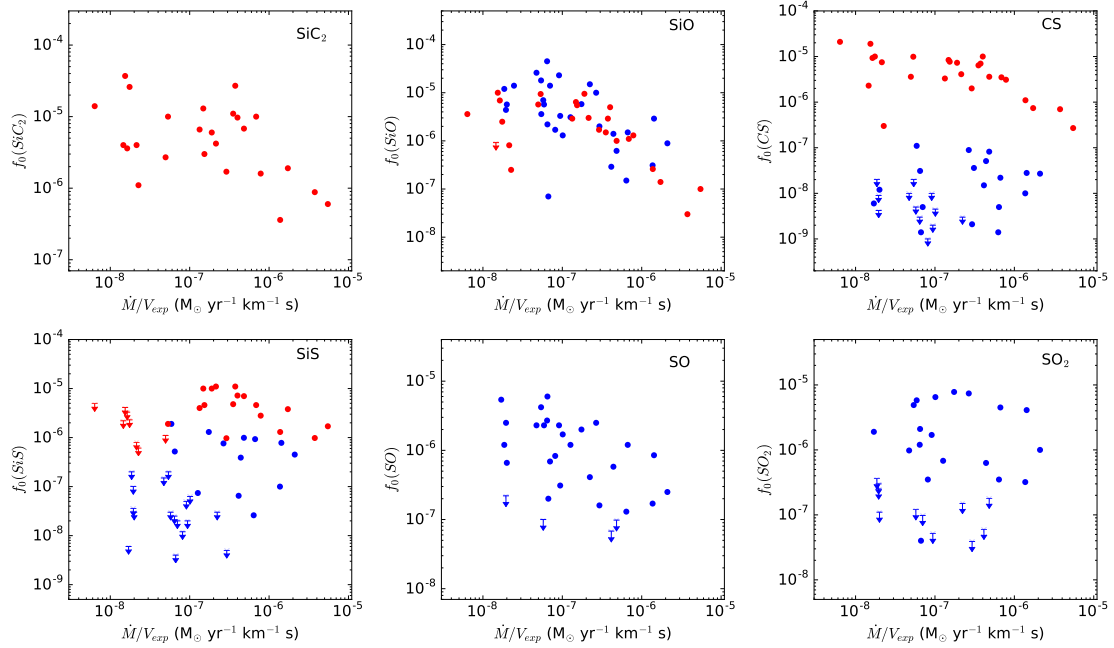 SiC₂
10⁻⁴
10⁻⁵
10⁻⁶
10⁻⁷
f₀(SiC₂)
10⁻⁸ 10⁻⁷ 10⁻⁶ 10⁻⁵
Ṁ/V_exp (M☉ yr⁻¹ km⁻¹ s)
SiO
10⁻⁴
10⁻⁵
10⁻⁶
10⁻⁷
10⁻⁸
f₀(SiO)
10⁻⁸ 10⁻⁷ 10⁻⁶ 10⁻⁵
Ṁ/V_exp (M☉ yr⁻¹ km⁻¹ s)
CS
10⁻⁴
10⁻⁵
10⁻⁶
10⁻⁷
10⁻⁸
10⁻⁹
f₀(CS)
10⁻⁸ 10⁻⁷ 10⁻⁶ 10⁻⁵
Ṁ/V_exp (M☉ yr⁻¹ km⁻¹ s)
SiS
10⁻⁴
10⁻⁵
10⁻⁶
10⁻⁷
10⁻⁸
10⁻⁹
f₀(SiS)
10⁻⁸ 10⁻⁷ 10⁻⁶ 10⁻⁵
Ṁ/V_exp (M☉ yr⁻¹ km⁻¹ s)
SO
10⁻⁵
10⁻⁶
10⁻⁷
10⁻⁸
f₀(SO)
10⁻⁸ 10⁻⁷ 10⁻⁶ 10⁻⁵
Ṁ/V_exp (M☉ yr⁻¹ km⁻¹ s)
SO₂
10⁻⁵
10⁻⁶
10⁻⁷
10⁻⁸
f₀(SO₂)
10⁻⁸ 10⁻⁷ 10⁻⁶ 10⁻⁵
Ṁ/V_exp (M☉ yr⁻¹ km⁻¹ s)